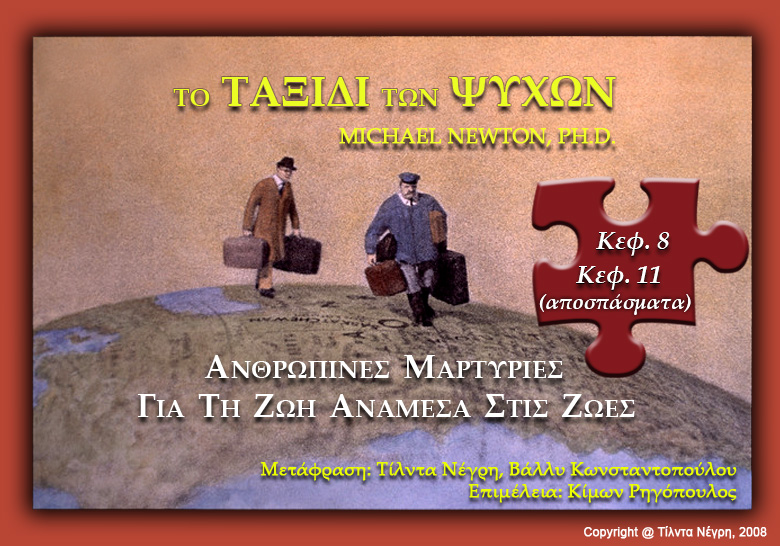 ΤΟ ΤΑΞΙΔΙ ΤΩΝ ΨΥΧΩΝ
MICHAEL NEWTON, PH.D.
Κεφ. 8
Κεφ. 11
(αποσπάσματα)
ΑΝΘΡΩΠΙΝΕΣ ΜΑΡΤΥΡΙΕΣ
ΓΙΑ ΤΗ ΖΩΗ ΑΝΑΜΕΣΑ ΣΤΙΣ ΖΩΕΣ
Μετάφραση: Τίλντα Νέγρη, Βάλλυ Κωνσταντοπούλου
Επιμέλεια: Κίμων Ρηγόπουλος
Copyright @ Τίλντα Νέγρη, 2008